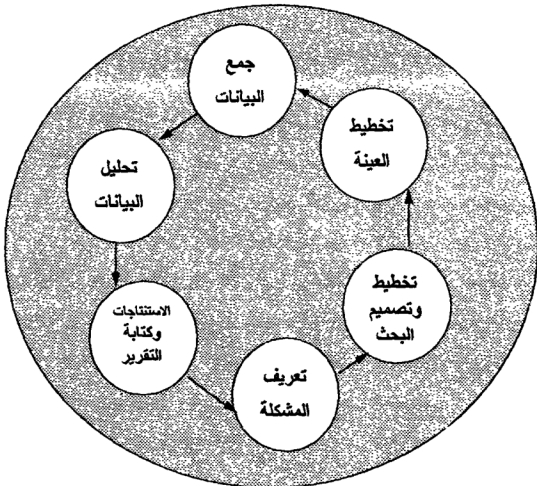 جمع
البيانات
تخطيط
العينة
تحليل
البيانات
تخطيط
وتصميم
البحث
الاستنتاجات
وكتابة
التقرير
تعريف
المشكلة